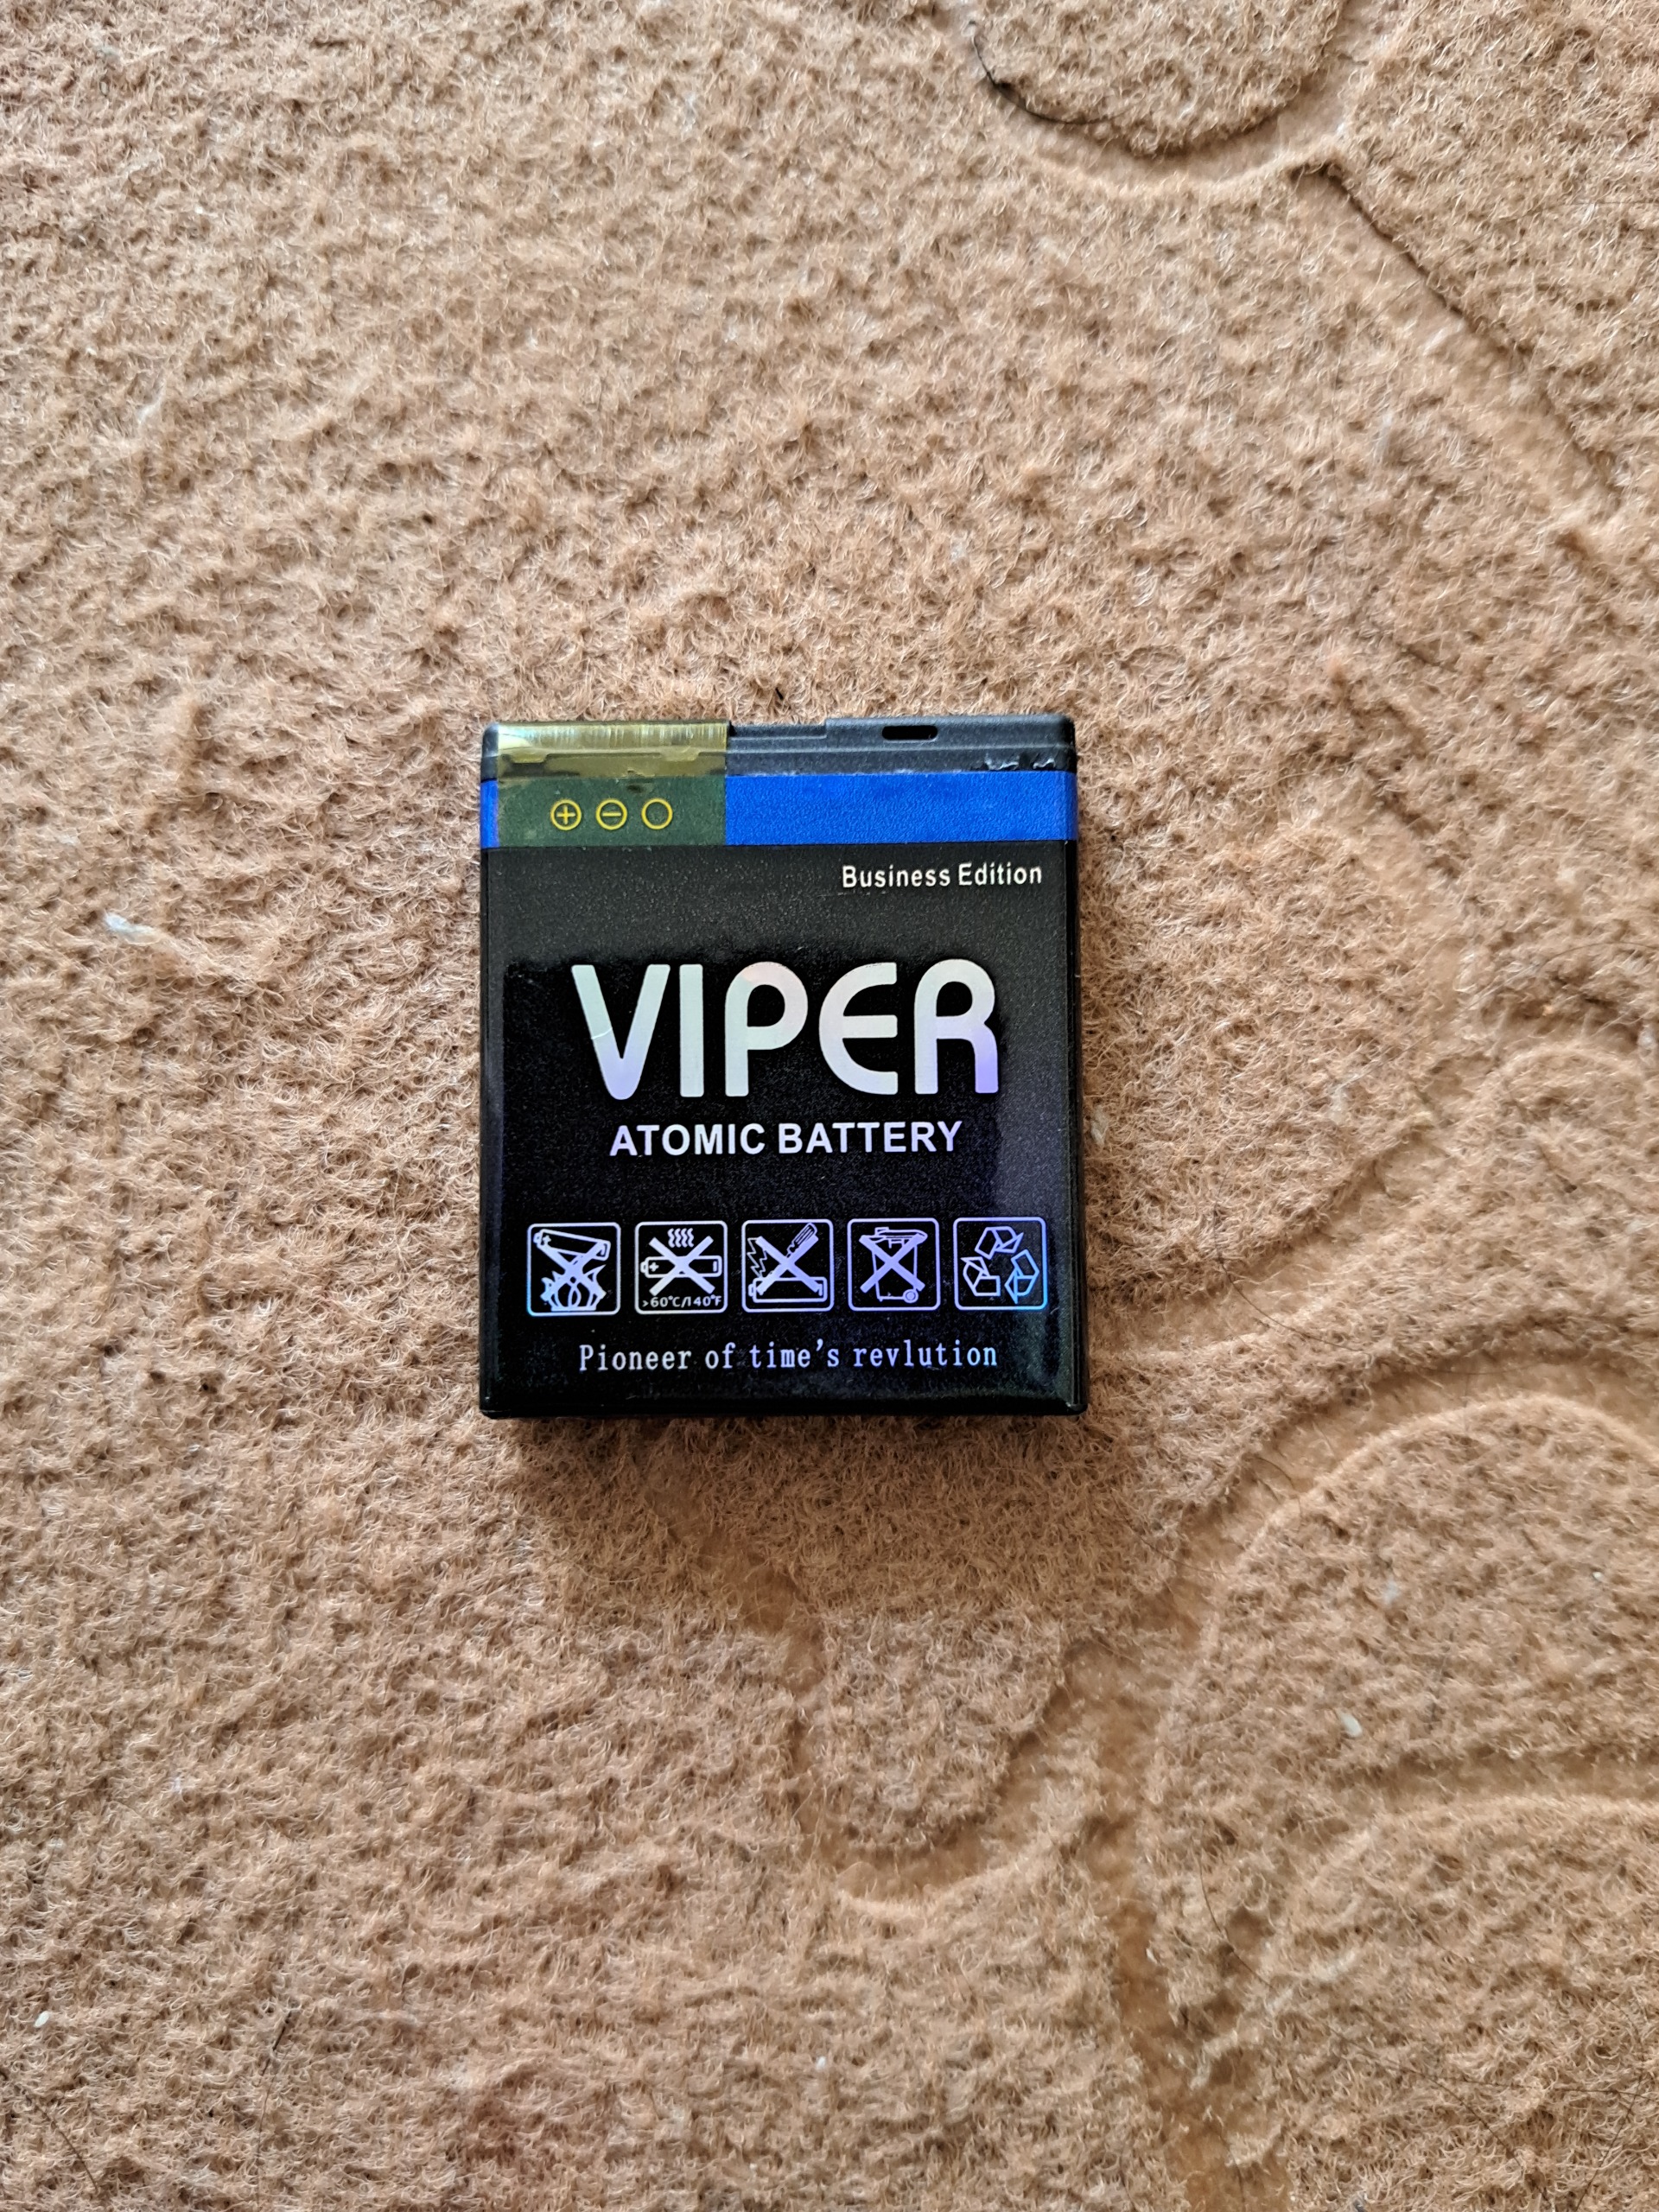 Business Edition
VIPER
ATOMIC BATTERY
>60°C/140°F
Pioneer of time's revlution